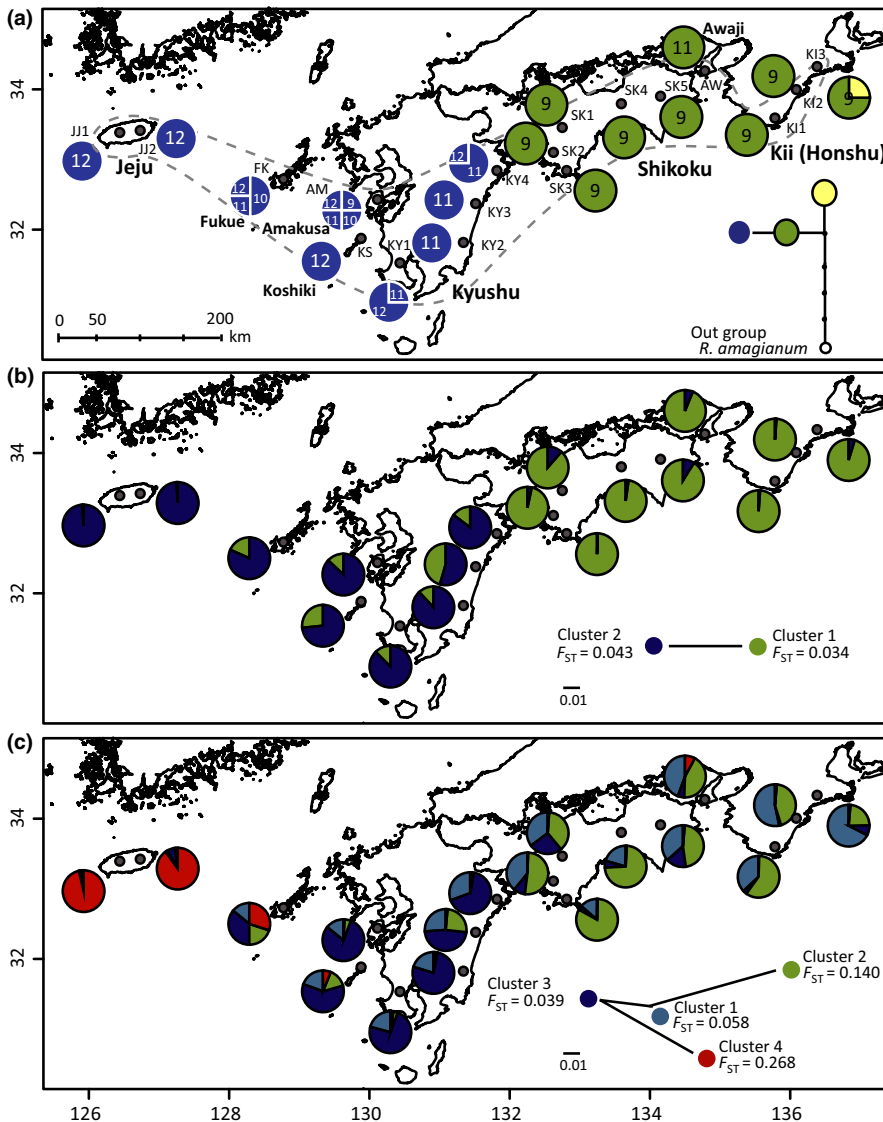 (a)
Awaji
11
KI3
34
9
9
SK4
SK5
AW
9
KI2
JJ1
12
12
9
SK1
9
9
KI1
JJ2
12
11
9
9
Kii (Honshu)
Jeju
FK
AM
KY4
SK2
Shikoku
12
10
11
12
9
11
10
11
SK3
9
KY3
Fukue
Amakusa
32
12
KS
KY1
11
KY2
Koshiki
11
12
Kyushu
0 50 100 200
km
Out group
R. amagianum
(b)
34
32
Cluster 2
FST = 0.043
Cluster 1
FST = 0.034
0.01
(c)
34
32
Cluster 3
FST = 0.039
Cluster 2
FST = 0.140
Cluster 1
FST = 0.058
Cluster 4
FST = 0.268
0.01
126 128 130 132 134 136